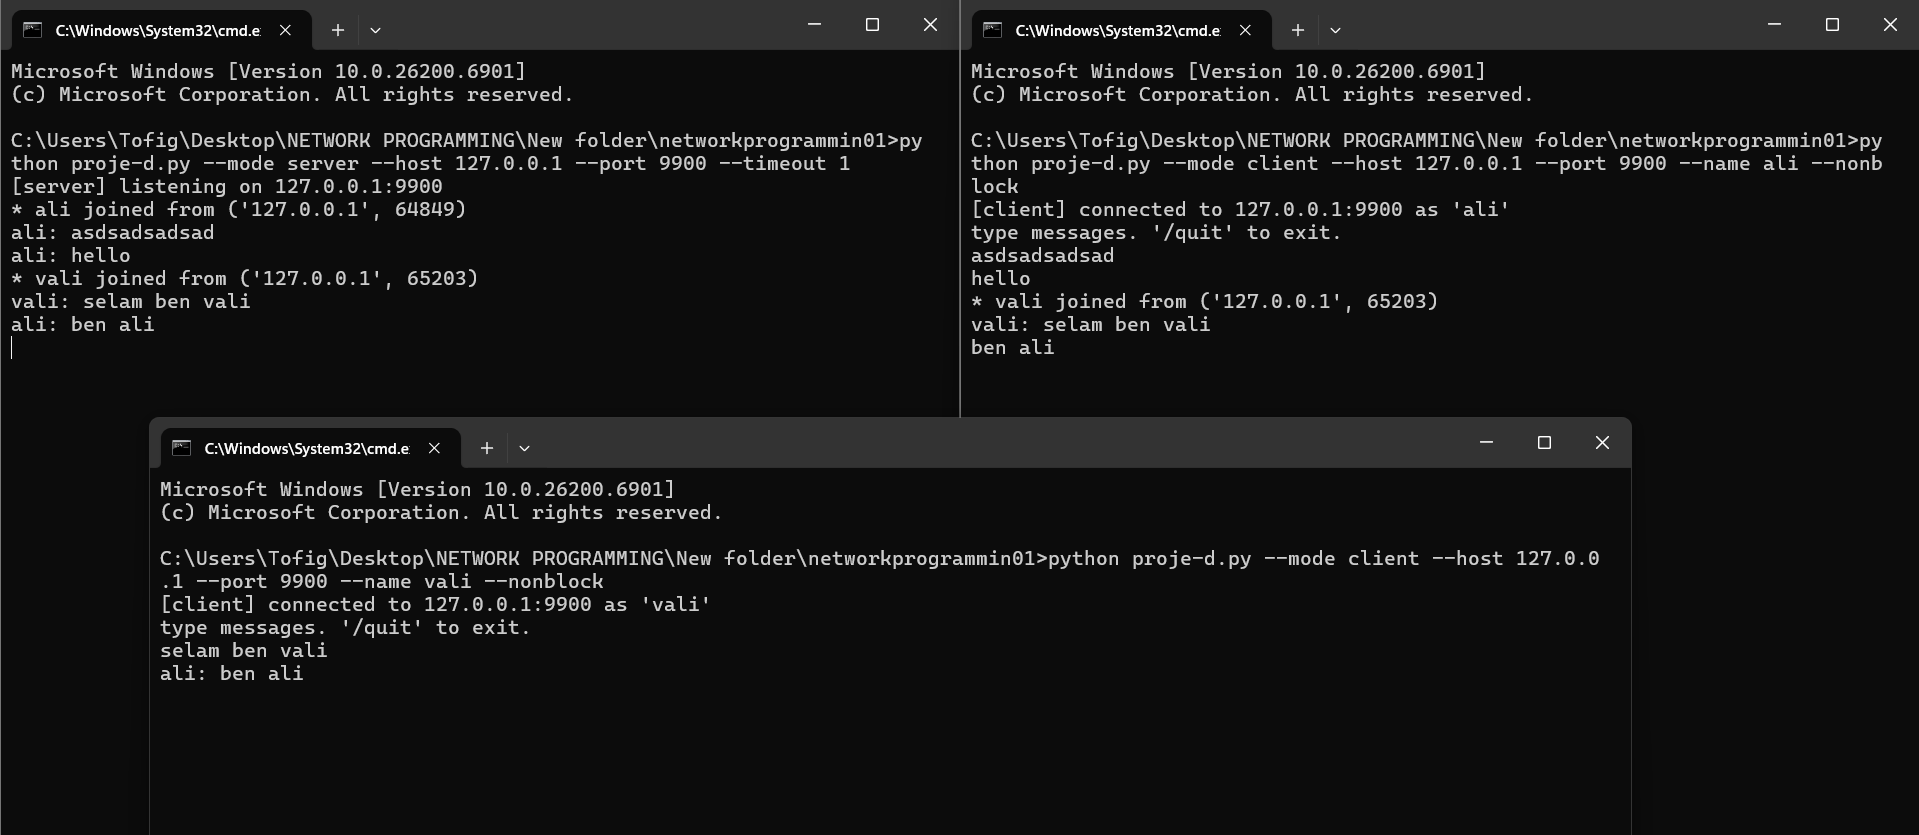 C:\Windows\System32\cmd.e
Microsoft Windows [Version 10.0.26200.6901]
(c) Microsoft Corporation. All rights reserved.
C:\Users\Tofig\Desktop\NETWORK PROGRAMMING\New folder\networkprogrammin01>py
thon proje-d.py --mode server --host 127.0.0.1 --port 9900 --timeout 1
[server] listening on 127.0.0.1:9900
* ali joined from ('127.0.0.1', 64849)
ali: asdsadsadsad
ali: hello
* vali joined from ('127.0.0.1', 65203)
vali: selam ben vali
ali: ben ali
C:\Windows\System32\cmd.e
Microsoft Windows [Version 10.0.26200.6901]
(c) Microsoft Corporation. All rights reserved.
C:\Users\Tofig\Desktop\NETWORK PROGRAMMING\New folder\networkprogrammin01>py
thon proje-d.py --mode client --host 127.0.0.1 --port 9900 --name ali --nonb
lock
[client] connected to 127.0.0.1:9900 as 'ali'
type messages. '/quit' to exit.
asdsadsadsad
hello
* vali joined from ('127.0.0.1', 65203)
vali: selam ben vali
ben ali
C:\Windows\System32\cmd.e
Microsoft Windows [Version 10.0.26200.6901]
(c) Microsoft Corporation. All rights reserved.
C:\Users\Tofig\Desktop\NETWORK PROGRAMMING\New folder\networkprogrammin01>python proje-d.py --mode client --host 127.0.0
.1 --port 9900 --name vali --nonblock
[client] connected to 127.0.0.1:9900 as 'vali'
type messages. '/quit' to exit.
selam ben vali
ali: ben ali